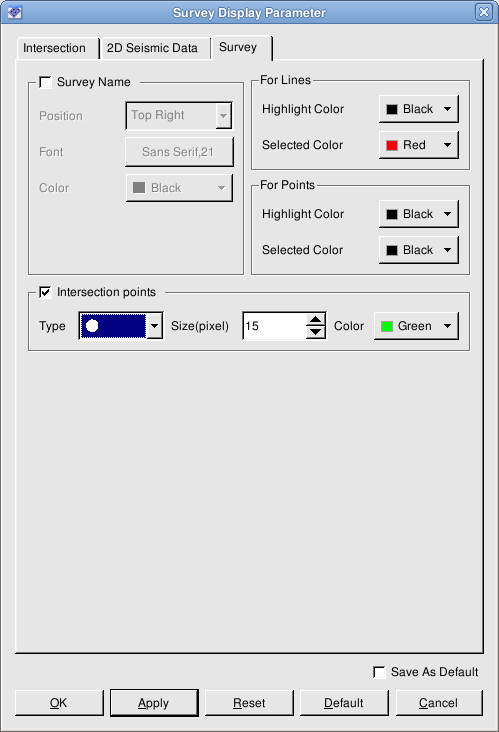 Survey Display Parameter
Intersection 2D Seismic Data Survey
Survey Name
Position Top Right
Font Sans Serif,21
Color Black
For Lines
Highlight Color Black
Selected Color Red
For Points
Highlight Color Black
Selected Color Black
Intersection points
Type Size(pixel) 15 Color Green
Save As Default
OK Apply Reset Default Cancel